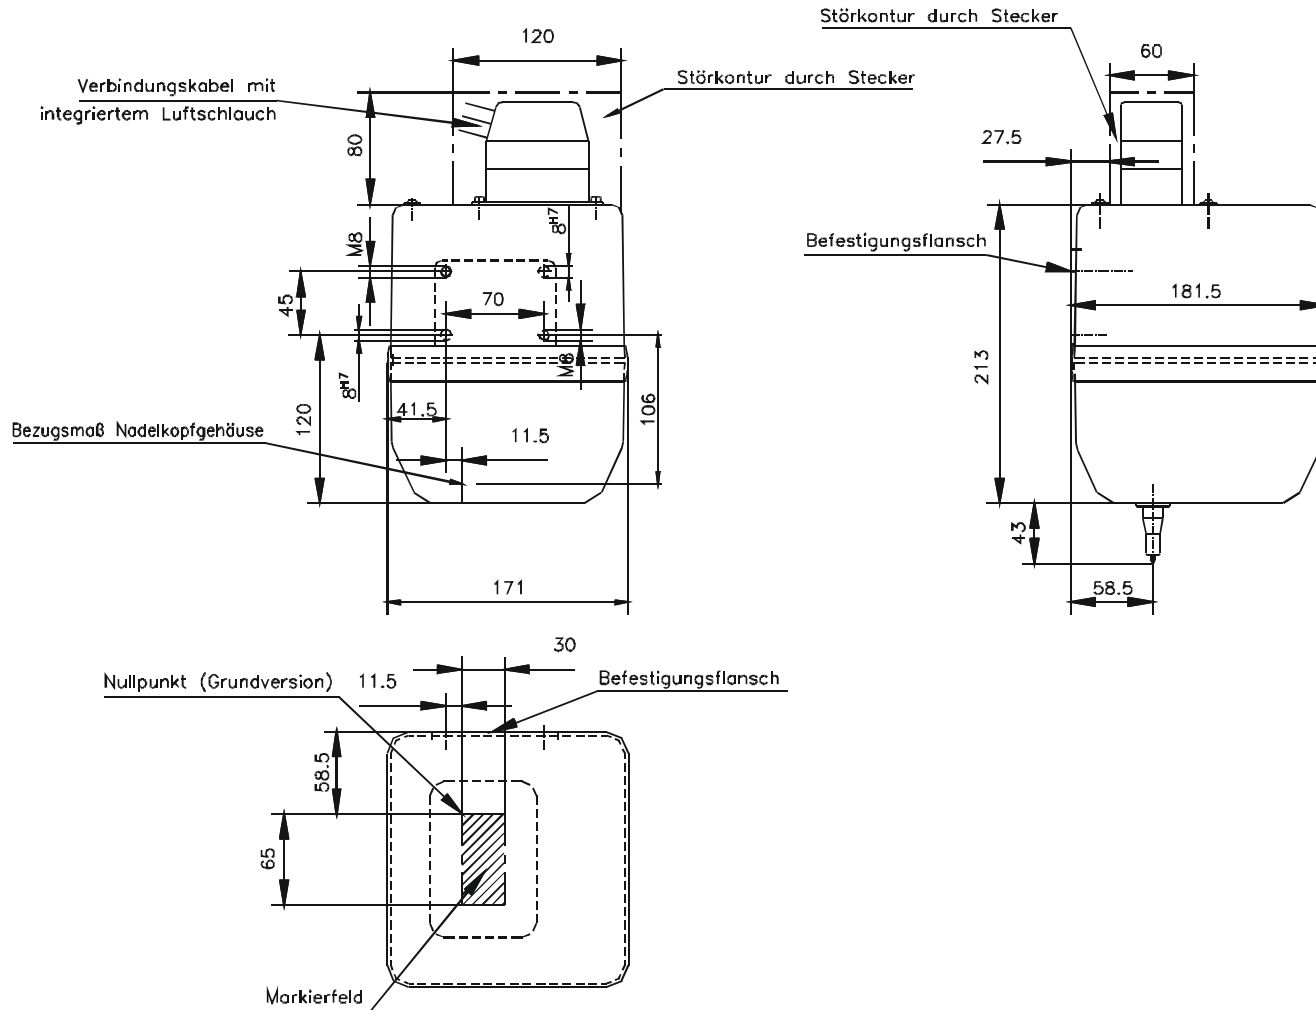 Störkontur durch Stecker
120
60
Verbindungskabel mit
integriertem Luftschlauch
Störkontur durch Stecker
80
27.5
M8
8H7
Befestigungsflansch
45
70
181.5
213
8H7
M8
120
41.5
106
Bezugsmaß Nadelkopfgehäuse
11.5
43
171
58.5
30
Nullpunkt (Grundversion)
11.5
Befestigungsflansch
58.5
65
Markierfeld